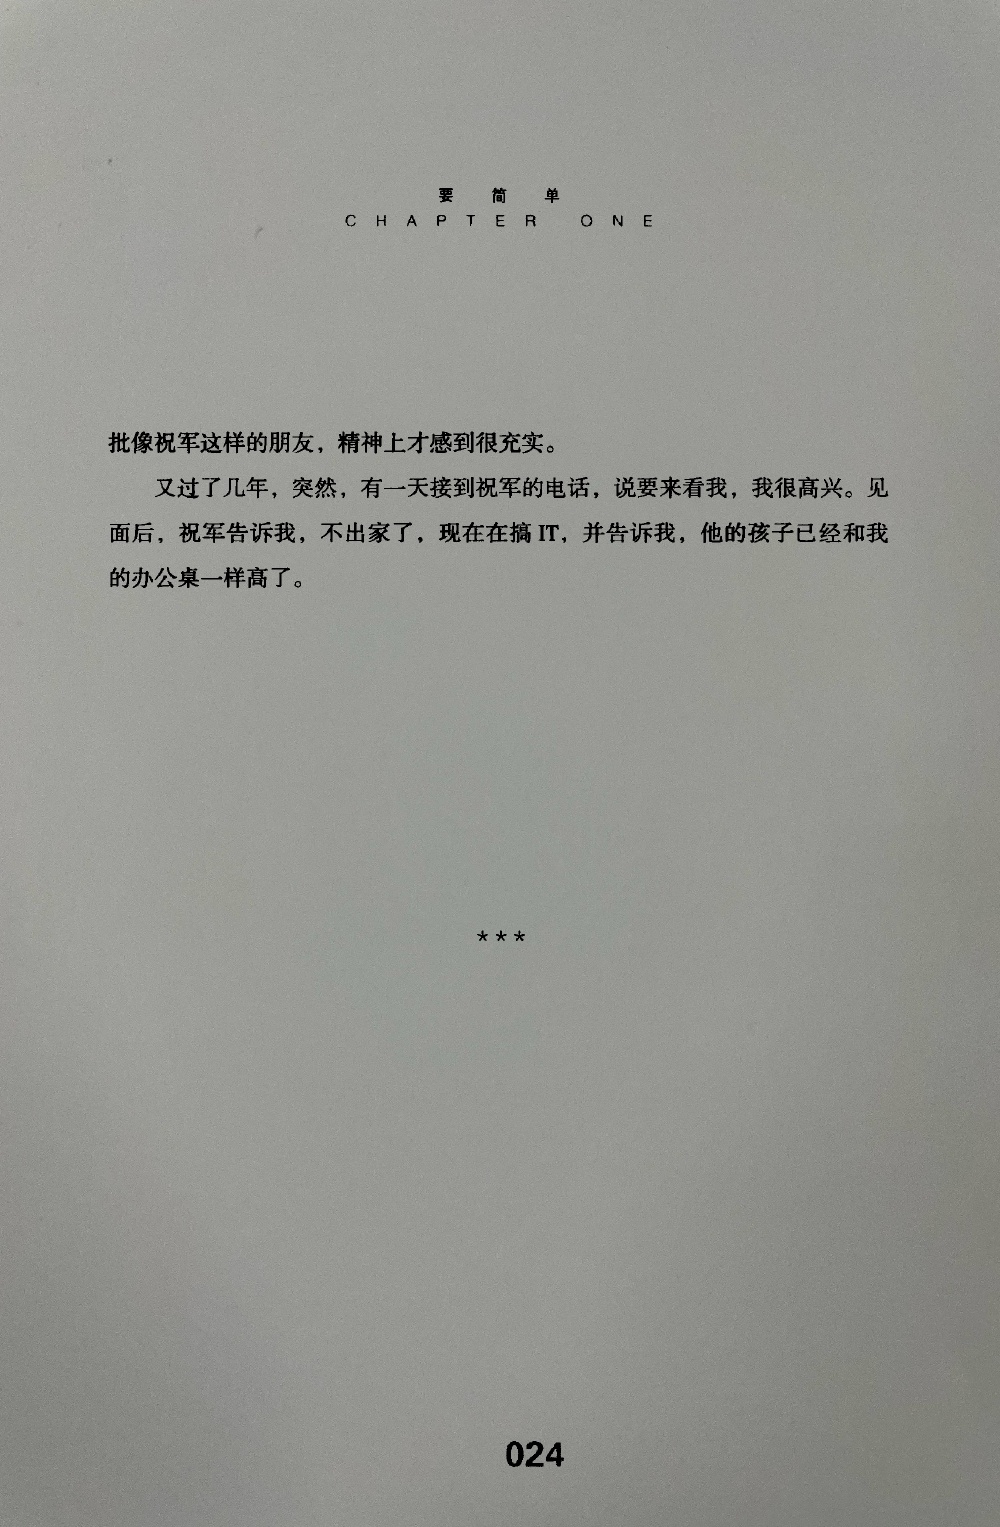 要简单
CHAPTER ONE
批像祝军这样的朋友，精神上才感到很充实。
又过了几年，突然，有一天接到祝军的电话，说要来看我，我很高兴。见
面后，祝军告诉我，不出家了，现在在搞 IT，并告诉我，他的孩子已经和我
的办公桌一样高了。
***
024